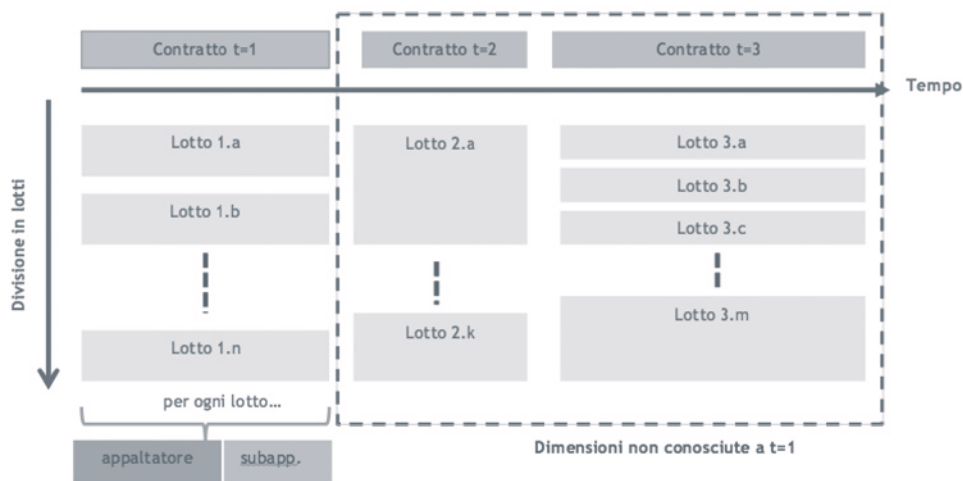 Contratto t=1
Contratto t=2
Contratto t=3
Tempo
Divisione in lotti
Lotto 1.a
Lotto 2.a
Lotto 3.a
Lotto 3.b
Lotto 1.b
Lotto 3.c
Lotto 3.m
Lotto 2.k
Lotto 1.n
per ogni lotto...
Dimensioni non conosciute a t=1
appaltatore
subapp.